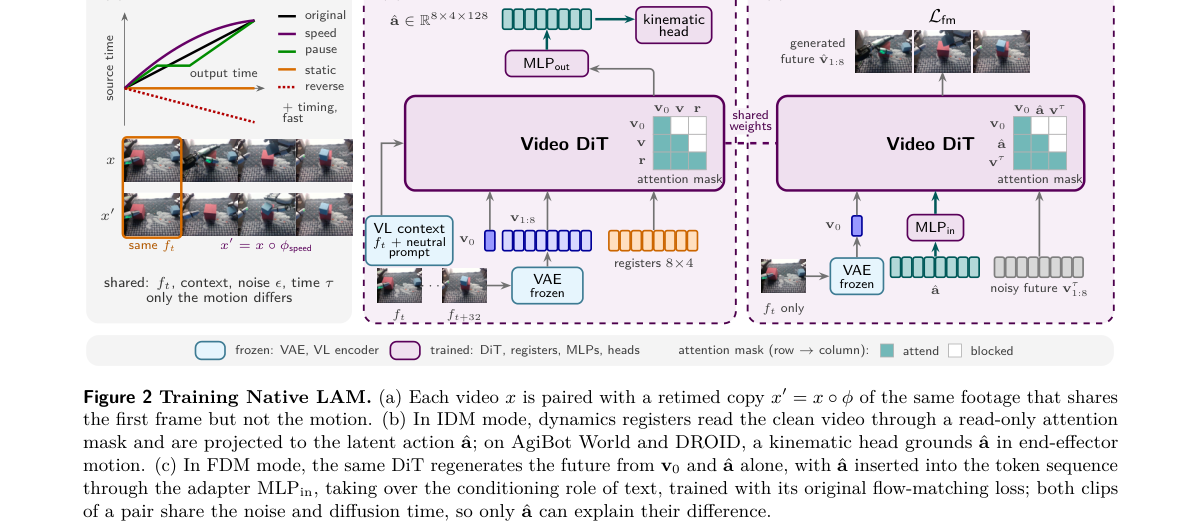 original
speed
pause
static
reverse
+ timing,
fast
source time
output time
x
x′
same f_t
x′ = x ∘ ϕ_speed
shared: f_t, context, noise ϵ, time τ
only the motion differs
â ∈ ℝ^{8×4×128}
kinematic
head
MLP_out
Video DiT
v₀ v r
v₀
v
r
attention mask
VL context
f_t + neutral
prompt
v₀
v_{1:8}
registers 8×4
VAE
frozen
· · ·
f_t
f_{t+32}
shared
weights
ℒ_fm
generated
future v̂_{1:8}
Video DiT
v₀ â v^τ
v₀
â
v^τ
attention mask
v₀
MLP_in
VAE
frozen
f_t only
â
noisy future v^τ_{1:8}
frozen: VAE, VL encoder
trained: DiT, registers, MLPs, heads
attention mask (row → column):
attend
blocked
Figure 2 Training Native LAM. (a) Each video x is paired with a retimed copy x′ = x ∘ ϕ of the same footage that shares
the first frame but not the motion. (b) In IDM mode, dynamics registers read the clean video through a read-only attention
mask and are projected to the latent action â; on AgiBot World and DROID, a kinematic head grounds â in end-effector
motion. (c) In FDM mode, the same DiT regenerates the future from v₀ and â alone, with â inserted into the token sequence
through the adapter MLP_in, taking over the conditioning role of text, trained with its original flow-matching loss; both clips
of a pair share the noise and diffusion time, so only â can explain their difference.